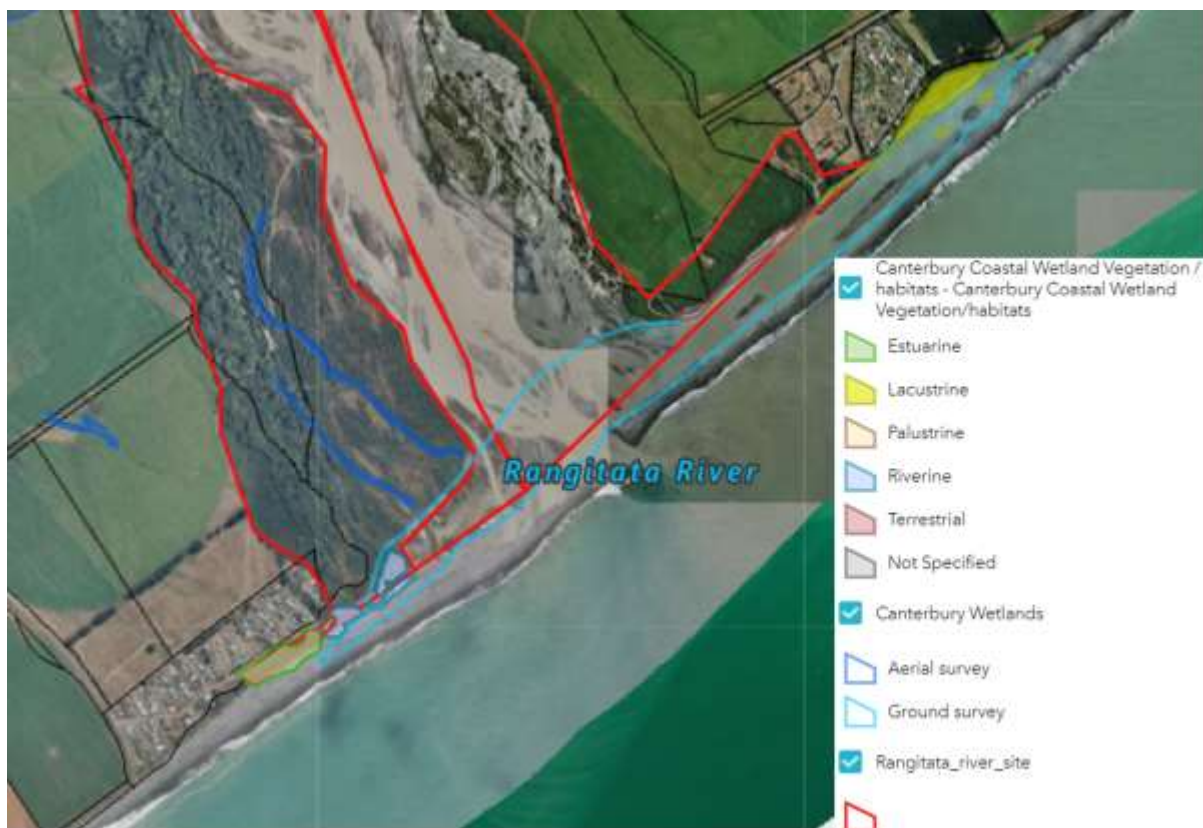 Rangitata River
Canterbury Coastal Wetland Vegetation /
habitats - Canterbury Coastal Wetland
Vegetation/habitats
Estuarine
Lacustrine
Palustrine
Riverine
Terrestrial
Not Specified
Canterbury Wetlands
Aerial survey
Ground survey
Rangitata_river_site